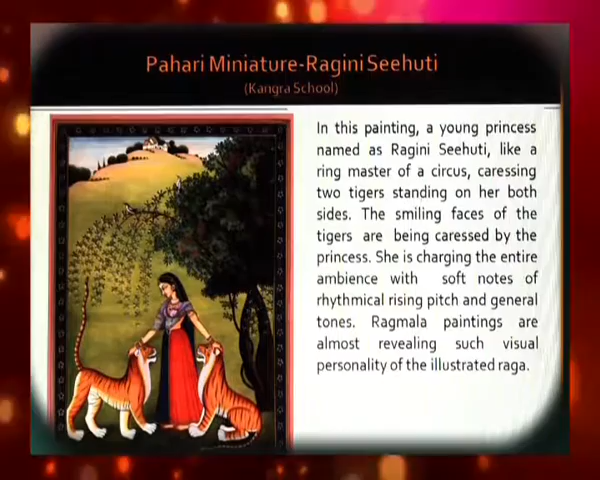 Pahari Miniature-Ragini Seehuti
(Kangra School)
In this painting, a young princess
named as Ragini Seehuti, like a
ring master of a circus, caressing
two tigers standing on her both
sides. The smiling faces of the
tigers are being caressed by the
princess. She is charging the entire
ambience with soft notes of
rhythmical rising pitch and general
tones. Ragmala paintings are
almost revealing such visual
personality of the illustrated raga.